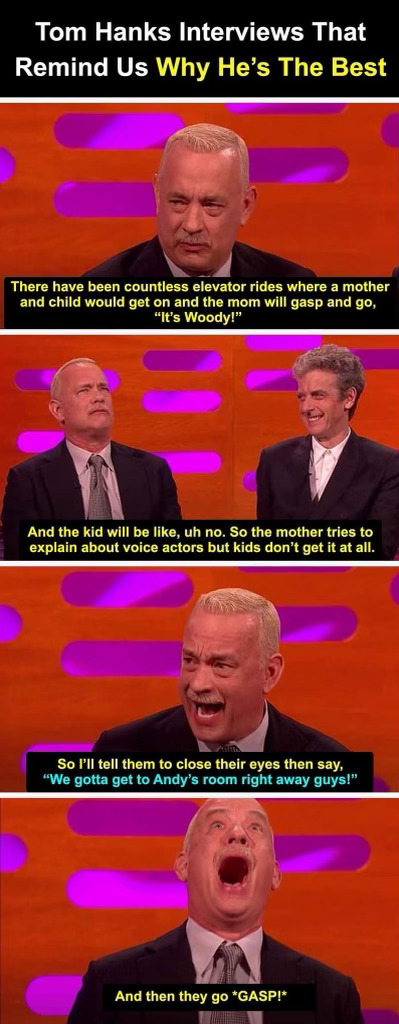 Tom Hanks Interviews That
Remind Us Why He's The Best
There have been countless elevator rides where a mother
and child would get on and the mom will gasp and go,
“It's Woody!”
And the kid will be like, uh no. So the mother tries to
explain about voice actors but kids don't get it at all.
So I'll tell them to close their eyes then say,
“We gotta get to Andy's room right away guys!”
And then they go *GASP!*